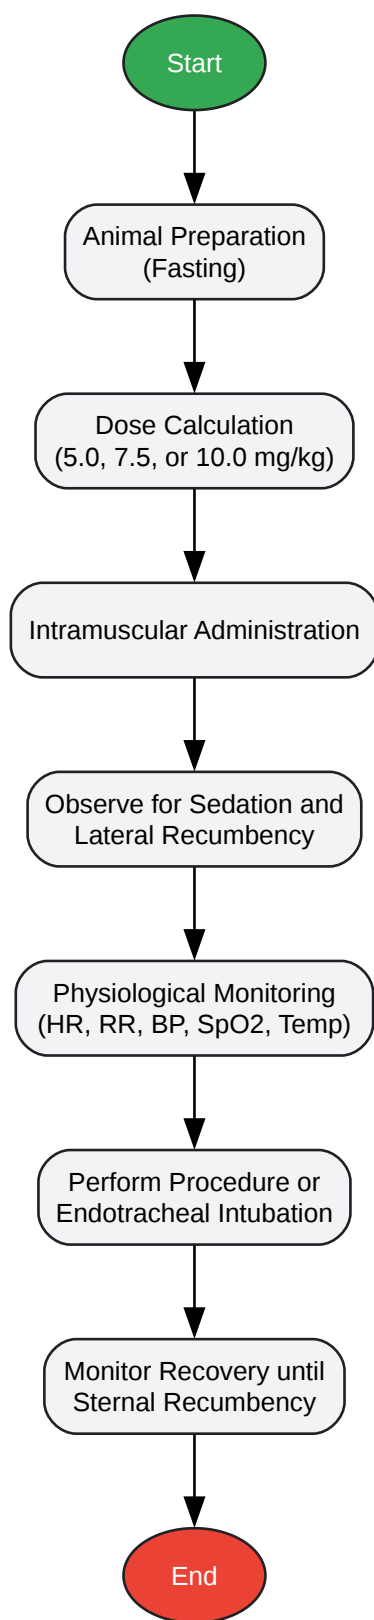 Start
Animal Preparation
(Fasting)
Dose Calculation
(5.0, 7.5, or 10.0 mg/kg)
Intramuscular Administration
Observe for Sedation and
Lateral Recumbency
Physiological Monitoring
(HR, RR, BP, SpO2, Temp)
Perform Procedure or
Endotracheal Intubation
Monitor Recovery until
Sternal Recumbency
End